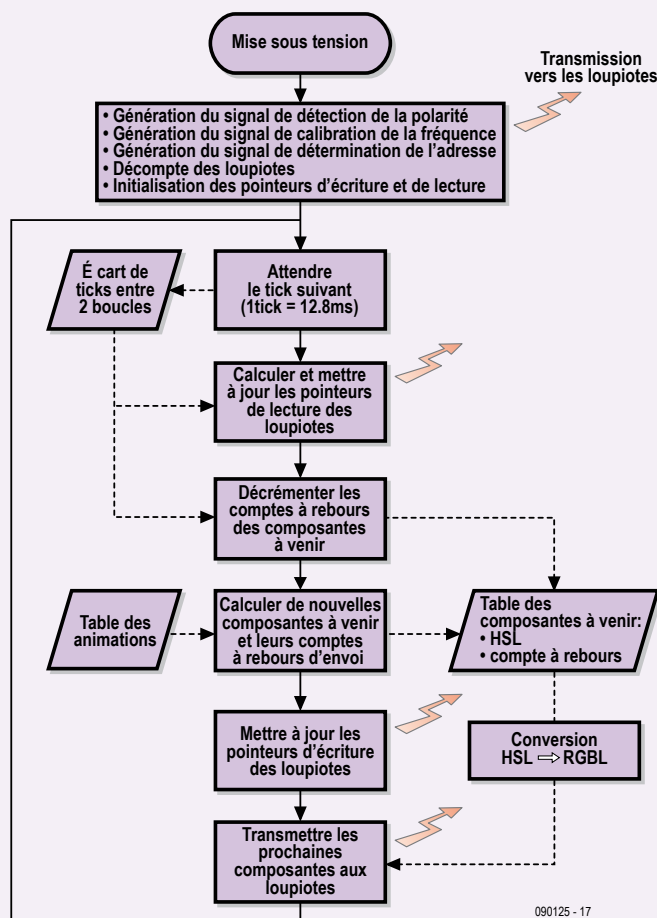 Mise sous tension
Transmission
vers les loupiotes
• Génération du signal de détection de la polarité
• Génération du signal de calibration de la fréquence
• Génération du signal de détermination de l'adresse
• Décompte des loupiotes
• Initialisation des pointeurs d'écriture et de lecture
É cart de
ticks entre
2 boucles
Attendre
le tick suivant
(1tick = 12.8ms)
Calculer et mettre
à jour les pointeurs
de lecture des
loupiotes
Décrémenter les
comptes à rebours
des composantes
à venir
Table des
animations
Calculer de nouvelles
composantes à venir
et leurs comptes
à rebours d'envoi
Table des
composantes à venir:
• HSL
• compte à rebours
Mettre à jour les
pointeurs d'écriture
des loupiotes
Conversion
HSL ⇨ RGBL
Transmettre les
prochaines
composantes aux
loupiotes
090125 - 17